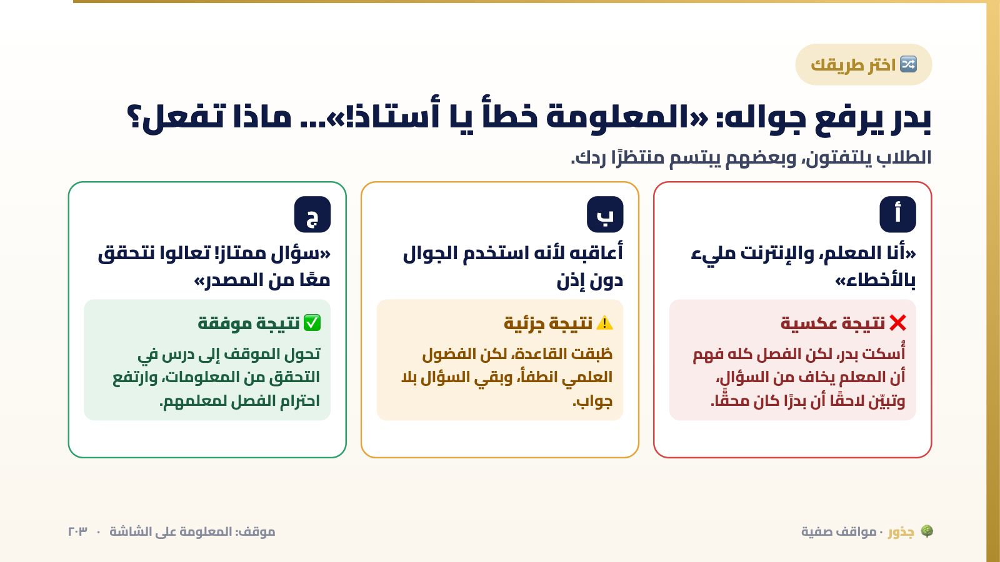 🔀 اختر طريقك
بدر يرفع جواله: «المعلومة خطأ يا أستاذ!»... ماذا تفعل؟
الطلاب يلتفتون، وبعضهم يبتسم منتظرًا ردك.
أ
«أنا المعلم، والإنترنت مليء
بالأخطاء»
❌ نتيجة عكسية
أُسكت بدر، لكن الفصل كله فهم
أن المعلم يخاف من السؤال،
وتبيّن لاحقًا أن بدرًا كان محقًّا.
ب
أعاقبه لأنه استخدم الجوال
دون إذن
⚠️ نتيجة جزئية
طُبقت القاعدة، لكن الفضول
العلمي انطفأ، وبقي السؤال بلا
جواب.
ج
«سؤال ممتاز! تعالوا نتحقق
معًا من المصدر»
✅ نتيجة موفقة
تحول الموقف إلى درس في
التحقق من المعلومات، وارتفع
احترام الفصل لمعلمهم.
🌳 جذور · مواقف صفية
موقف: المعلومة على الشاشة · ٢٠٣